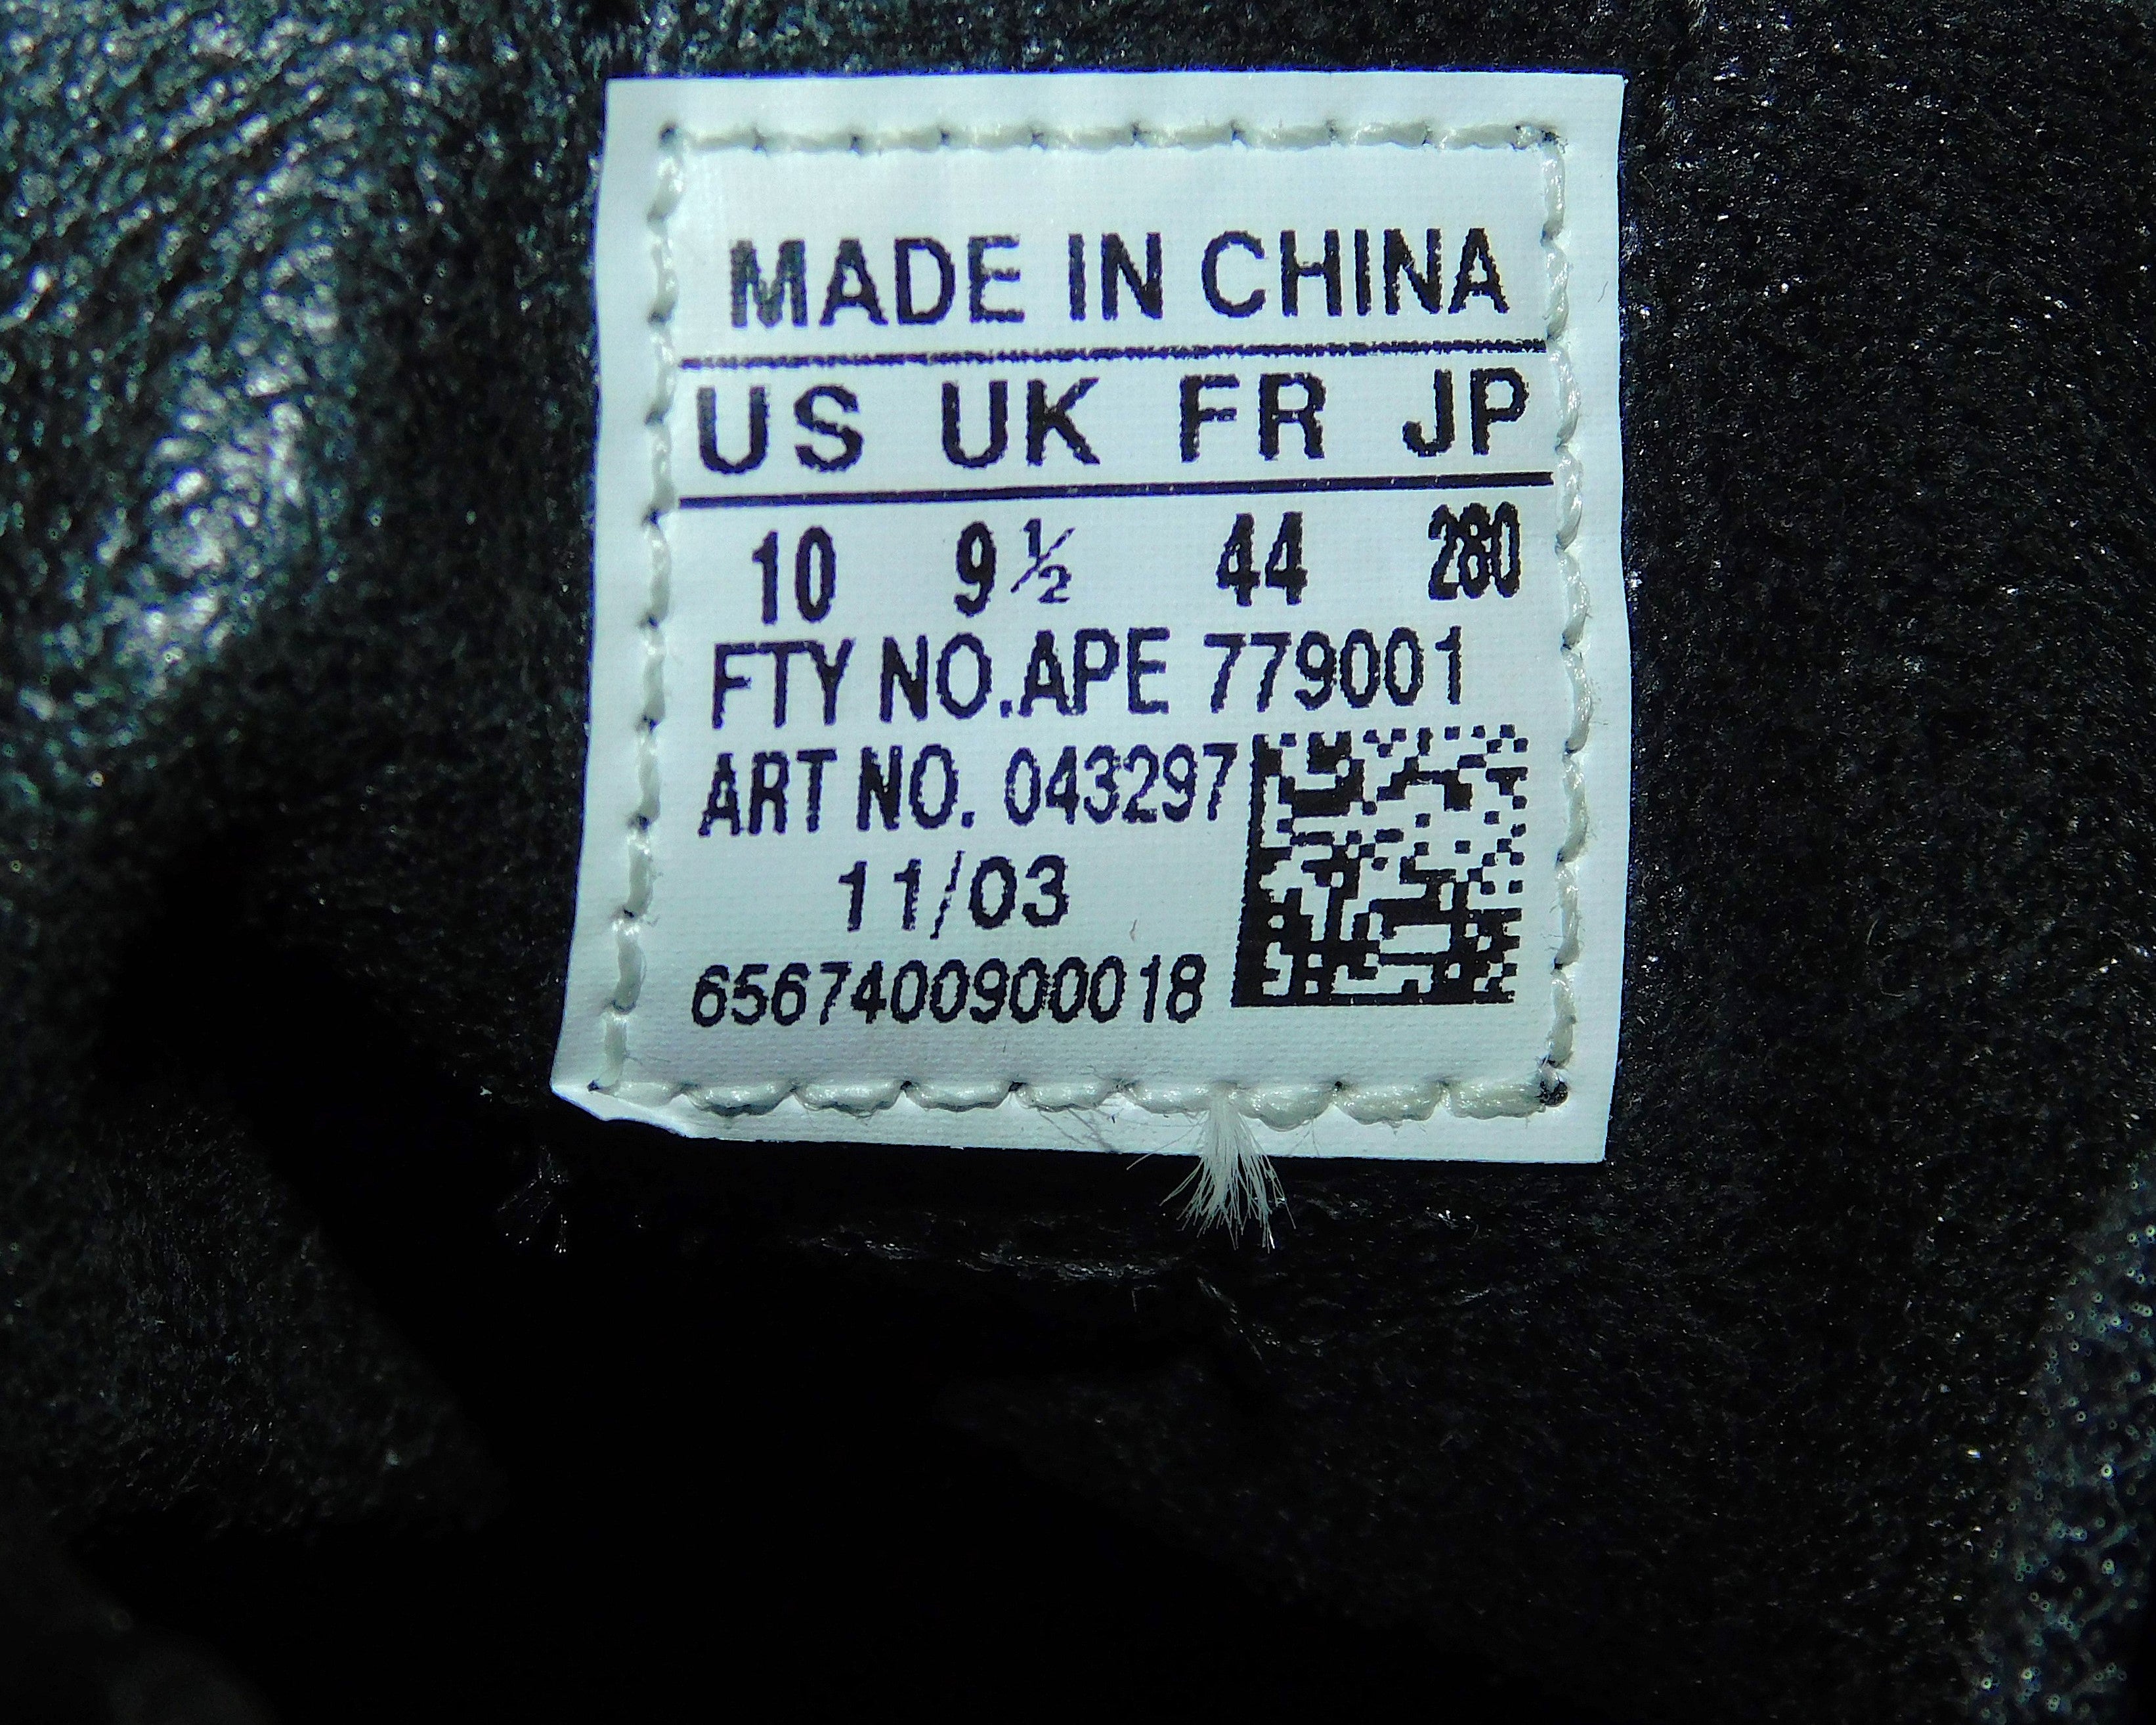 MADE IN CHINA
US UK FR JP
10 9½ 44 280
FTY NO.APE 779001
ART NO. 043297
11/03
6567400900018